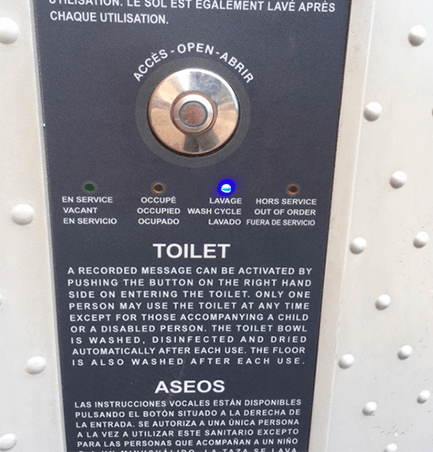 UTILISATION. LE SOL EST ÉGALEMENT LAVÉ APRÈS
CHAQUE UTILISATION.
ACCÈS - OPEN - ABRIR
EN SERVICE
VACANT
EN SERVICIO
OCCUPÉ
OCCUPIED
OCUPADO
LAVAGE
WASH CYCLE
LAVADO
HORS SERVICE
OUT OF ORDER
FUERA DE SERVICIO
TOILET
A RECORDED MESSAGE CAN BE ACTIVATED BY
PUSHING THE BUTTON ON THE RIGHT HAND
SIDE ON ENTERING THE TOILET. ONLY ONE
PERSON MAY USE THE TOILET AT ANY TIME
EXCEPT FOR THOSE ACCOMPANYING A CHILD
OR A DISABLED PERSON. THE TOILET BOWL
IS WASHED, DISINFECTED AND DRIED
AUTOMATICALLY AFTER EACH USE. THE FLOOR
IS ALSO WASHED AFTER EACH USE.
ASEOS
LAS INSTRUCCIONES VOCALES ESTÁN DISPONIBLES
PULSANDO EL BOTÓN SITUADO A LA DERECHA DE
LA ENTRADA. SE AUTORIZA A UNA ÚNICA PERSONA
A LA VEZ A UTILIZAR ESTE SANITARIO EXCEPTO
PARA LAS PERSONAS QUE ACOMPAÑAN A UN NIÑO